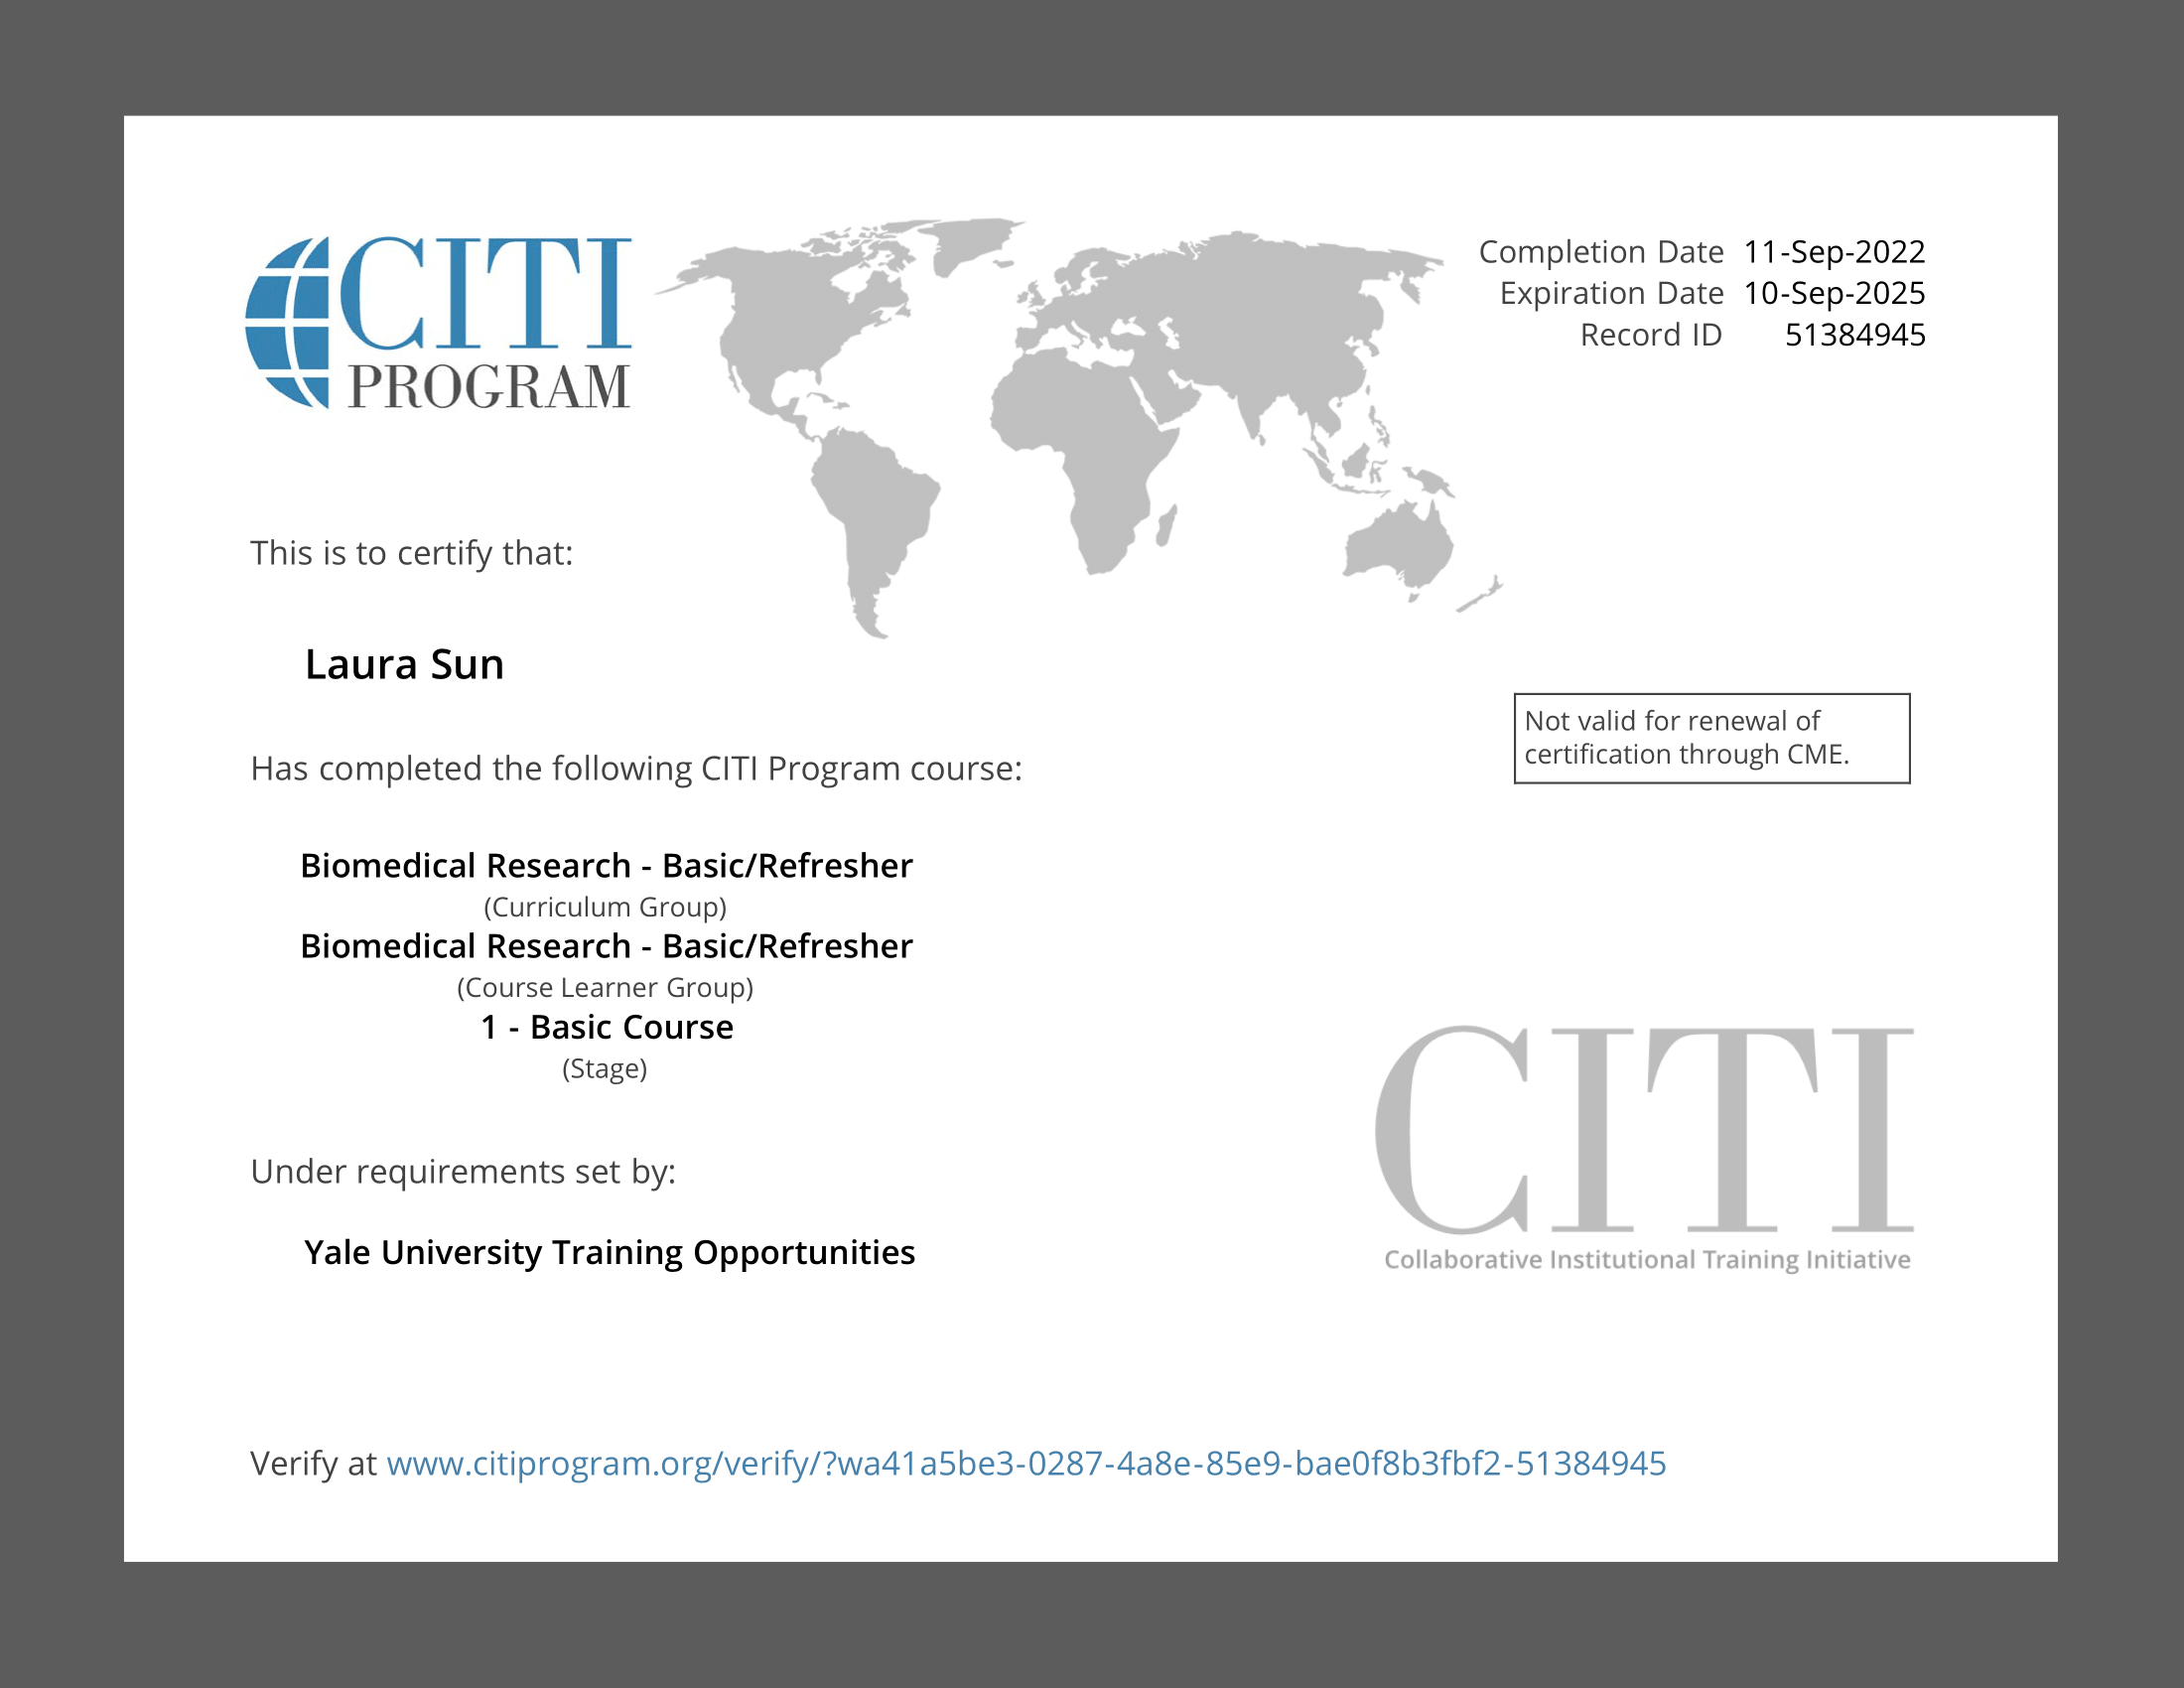 CITI
PROGRAM
Completion Date 11-Sep-2022
Expiration Date 10-Sep-2025
Record ID 51384945
This is to certify that:
Laura Sun
Has completed the following CITI Program course:
Not valid for renewal of
certification through CME.
Biomedical Research - Basic/Refresher
(Curriculum Group)
Biomedical Research - Basic/Refresher
(Course Learner Group)
1 - Basic Course
(Stage)
Under requirements set by:
Yale University Training Opportunities
CITI
Collaborative Institutional Training Initiative
Verify at www.citiprogram.org/verify/?wa41a5be3-0287-4a8e-85e9-bae0f8b3fbf2-51384945